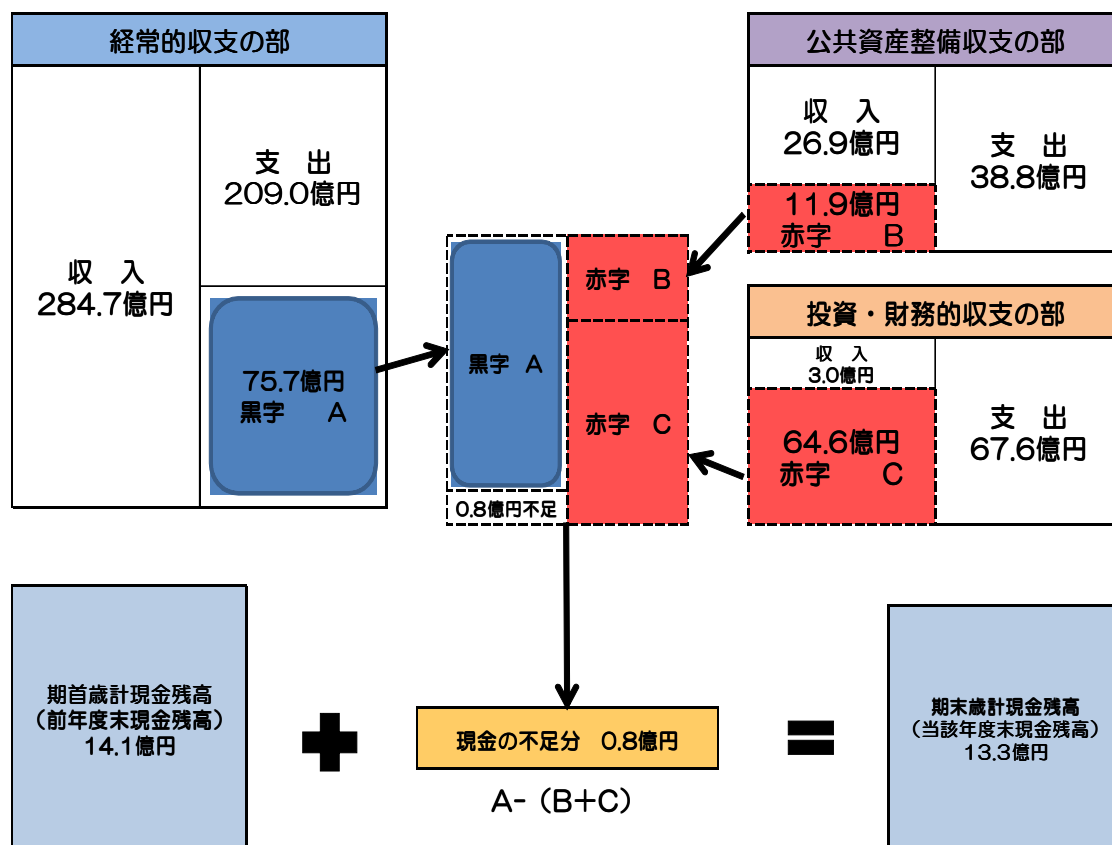 経常的収支の部
収　入
284.7億円
支　出
209.0億円
75.7億円
黒字　　A
黒字　A
0.8億円不足
赤字　B
赤字　C
公共資産整備収支の部
収　入
26.9億円
11.9億円
赤字　　B
支　出
38.8億円
投資・財務的収支の部
収　入
3.0億円
64.6億円
赤字　　C
支　出
67.6億円
期首歳計現金残高
（前年度末現金残高）
14.1億円
現金の不足分　0.8億円
A-（B+C）
期末歳計現金残高
（当該年度末現金残高）
13.3億円